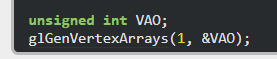 unsigned int VAO;
glGenVertexArrays(1, &VAO);